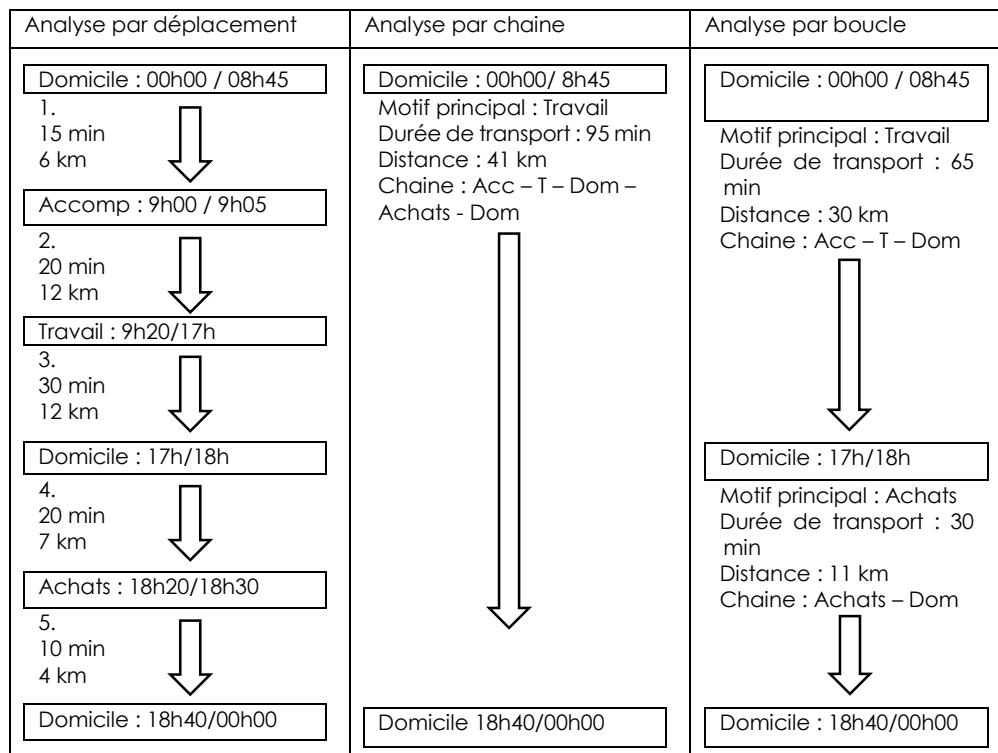 Analyse par déplacement
Domicile : 00h00 / 08h45
1.
15 min
6 km
Accomp : 9h00 / 9h05
2.
20 min
12 km
Travail : 9h20/17h
3.
30 min
12 km
Domicile : 17h/18h
4.
20 min
7 km
Achats : 18h20/18h30
5.
10 min
4 km
Domicile : 18h40/00h00
Analyse par chaine
Domicile : 00h00/ 8h45
Motif principal : Travail
Durée de transport : 95 min
Distance : 41 km
Chaine : Acc – T – Dom –
Achats - Dom
Domicile 18h40/00h00
Analyse par boucle
Domicile : 00h00 / 08h45
Motif principal : Travail
Durée de transport : 65
min
Distance : 30 km
Chaine : Acc – T – Dom
Domicile : 17h/18h
Motif principal : Achats
Durée de transport : 30
min
Distance : 11 km
Chaine : Achats – Dom
Domicile : 18h40/00h00